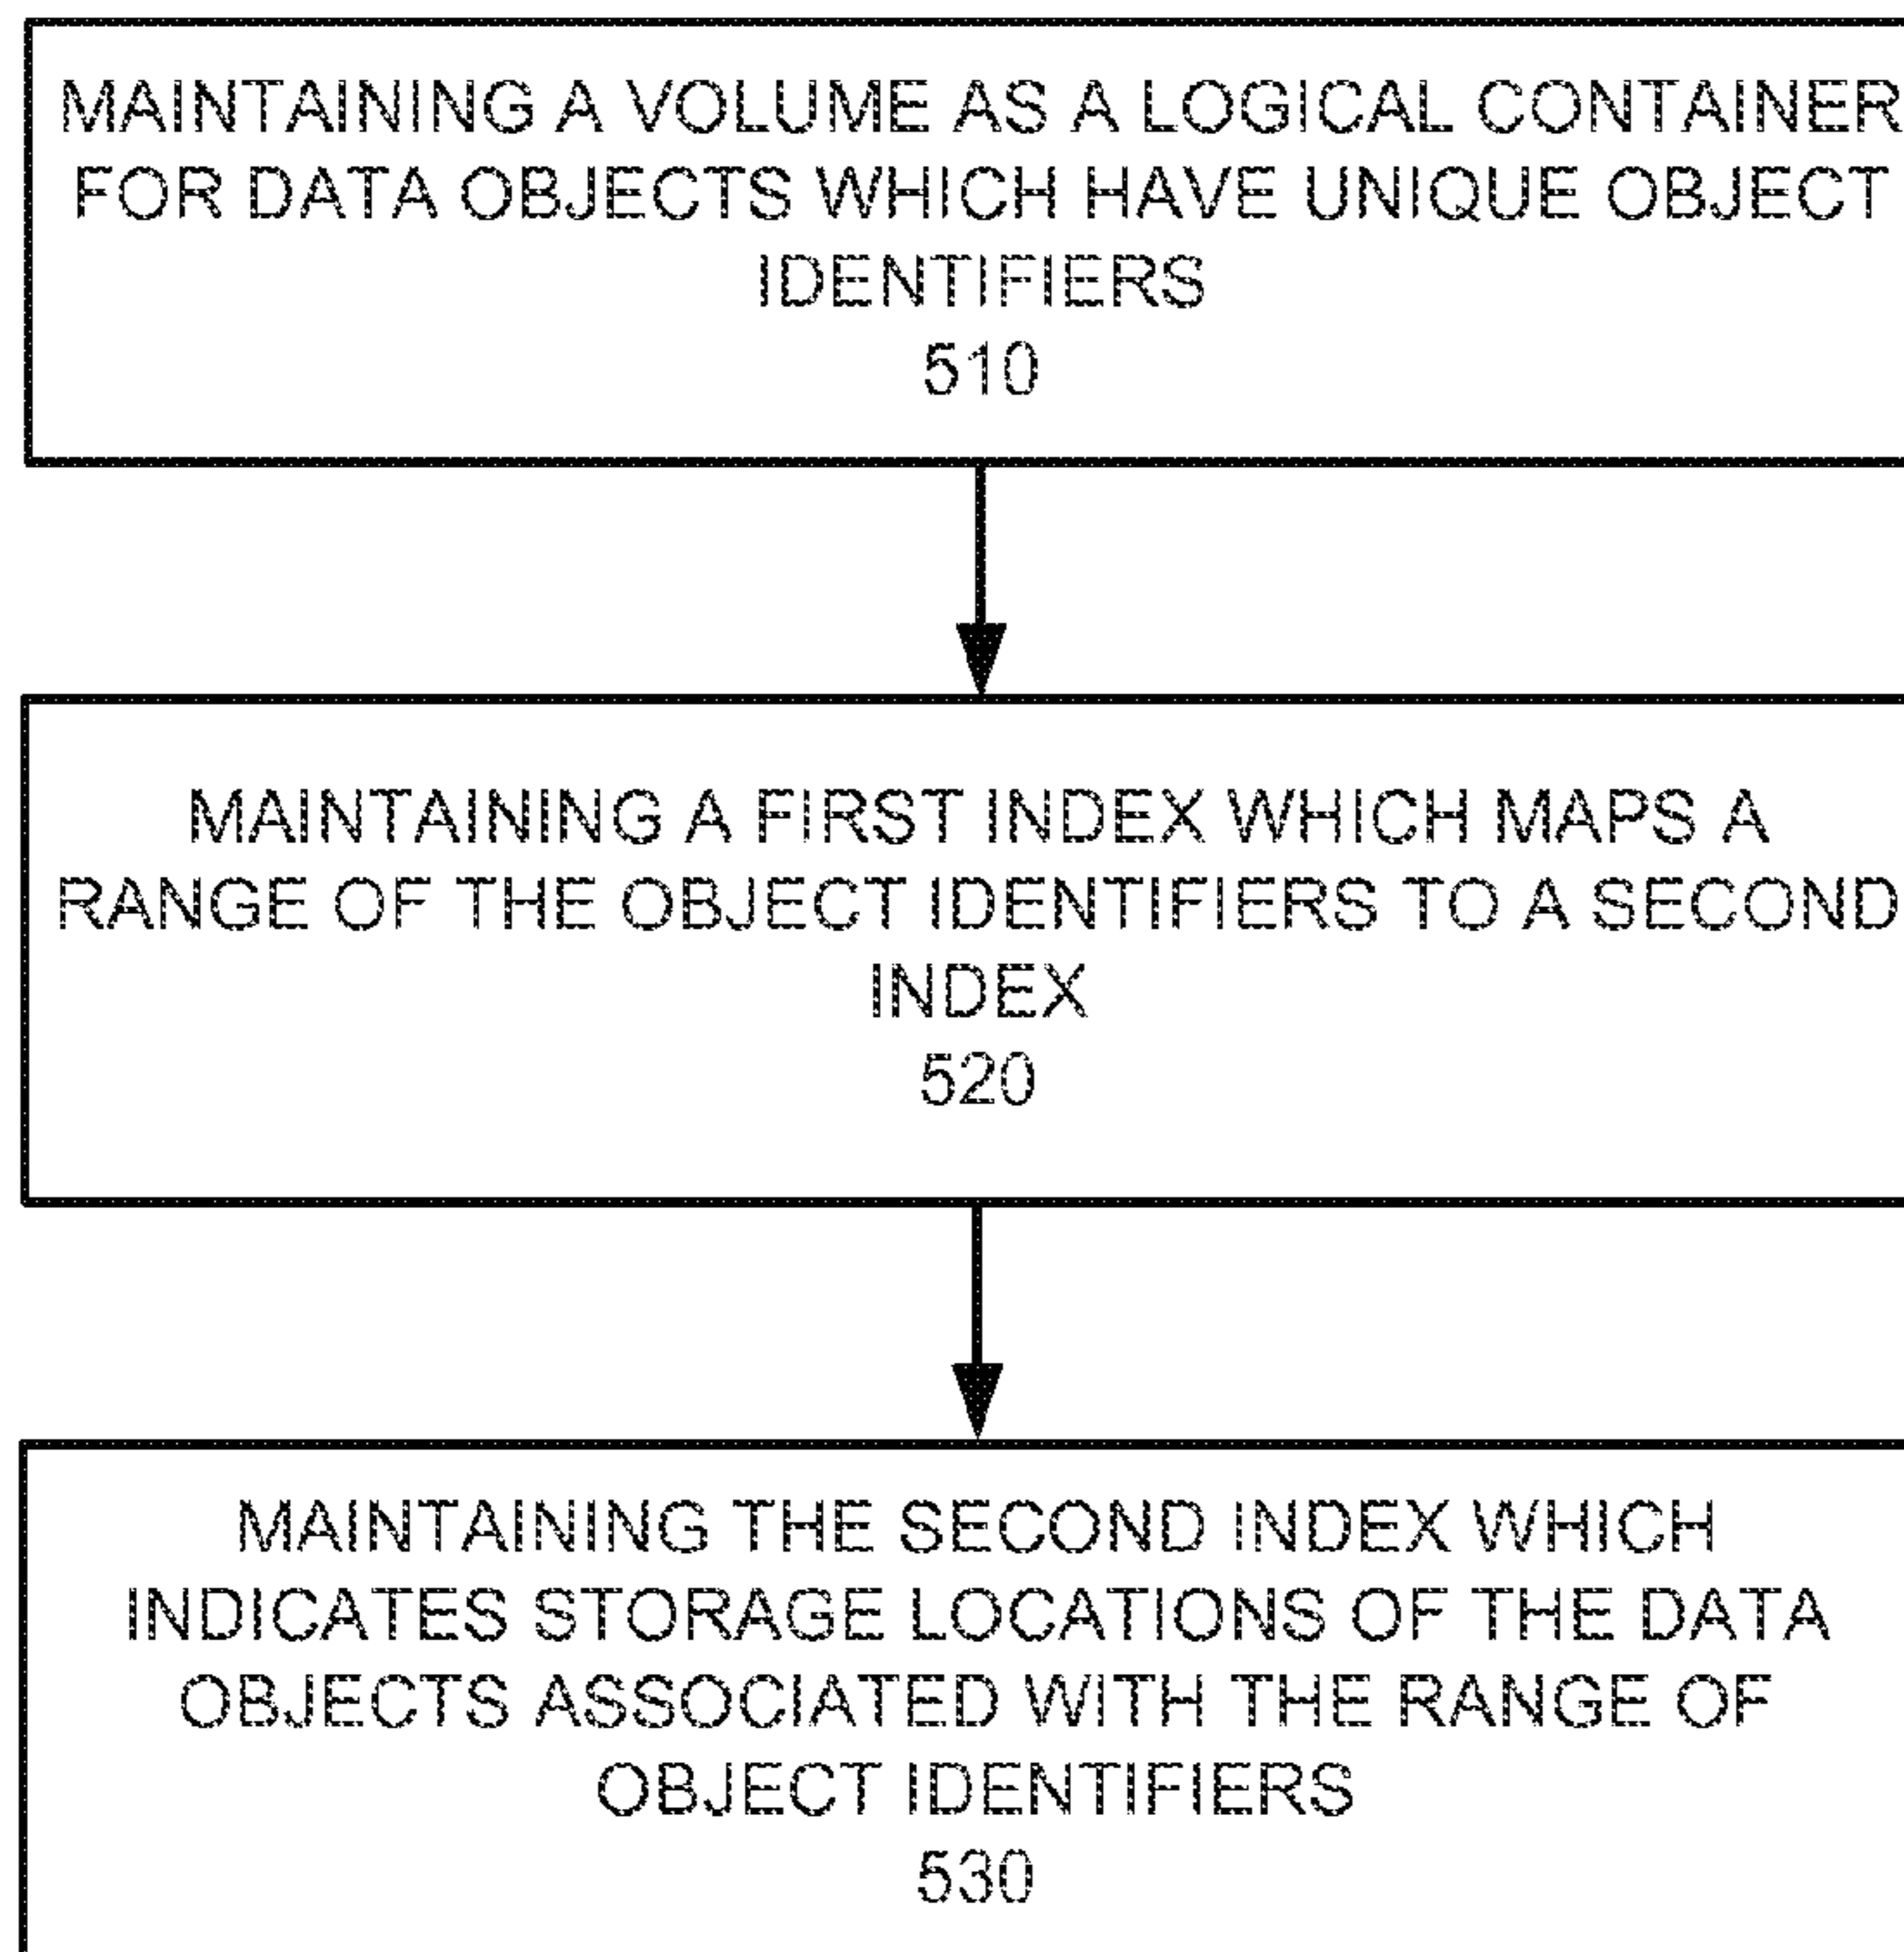 MAINTAINING A VOLUME AS A LOGICAL CONTAINER
FOR DATA OBJECTS WHICH HAVE UNIQUE OBJECT
IDENTIFIERS
510
MAINTAINING A FIRST INDEX WHICH MAPS A
RANGE OF THE OBJECT IDENTIFIERS TO A SECOND
INDEX
520
MAINTAINING THE SECOND INDEX WHICH
INDICATES STORAGE LOCATIONS OF THE DATA
OBJECTS ASSOCIATED WITH THE RANGE OF
OBJECT IDENTIFIERS
530